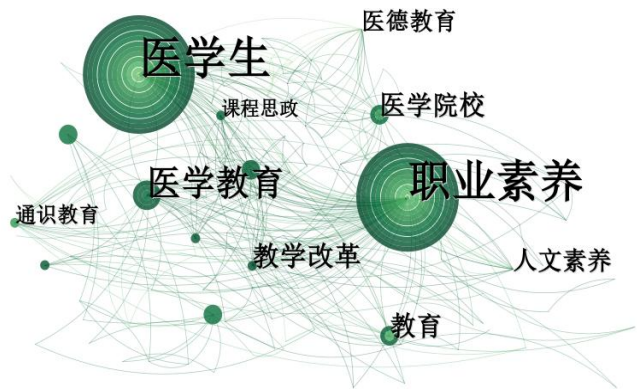 医德教育
医学生
课程思政
医学院校
医学教育
职业素养
通识教育
教学改革
人文素养
教育